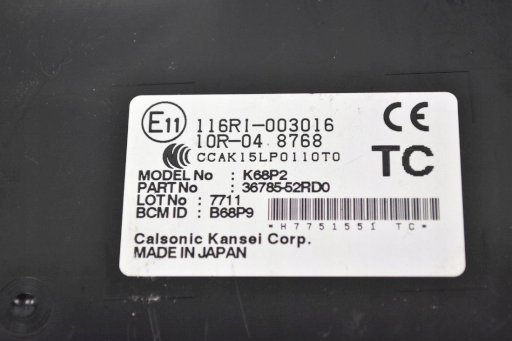 E11 116RI-003016
10R-04 8768
CCAK15LP0110T0
CE
TC
MODEL No : K68P2
PART No : 36785-52RD0
LOT No : 7711
BCM ID : B68P9
*H7751551 TC*
Calsonic Kansei Corp.
MADE IN JAPAN